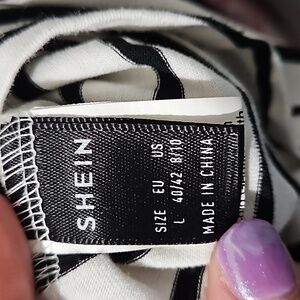 SHEIN
SIZE EU US
L 40/42 8/10
MADE IN CHINA